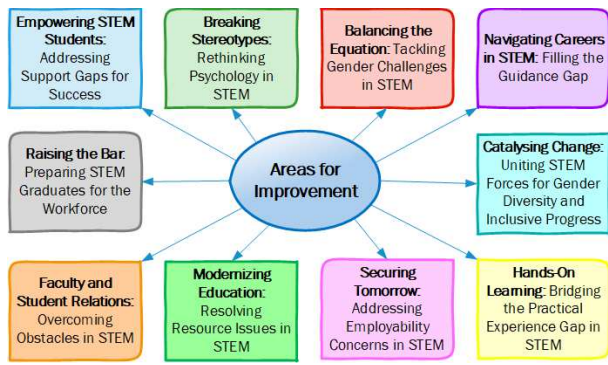 Empowering STEM
Students:
Addressing
Support Gaps for
Success
Breaking
Stereotypes:
Rethinking
Psychology in
STEM
Balancing the
Equation: Tackling
Gender Challenges
in STEM
Navigating Careers
in STEM: Filling the
Guidance Gap
Raising the Bar:
Preparing STEM
Graduates for the
Workforce
Areas for
Improvement
Catalysing Change:
Uniting STEM
Forces for Gender
Diversity and
Inclusive Progress
Faculty and
Student Relations:
Overcoming
Obstacles in STEM
Modernizing
Education:
Resolving
Resource Issues in
STEM
Securing
Tomorrow:
Addressing
Employability
Concerns in STEM
Hands-On
Learning: Bridging
the Practical
Experience Gap in
STEM